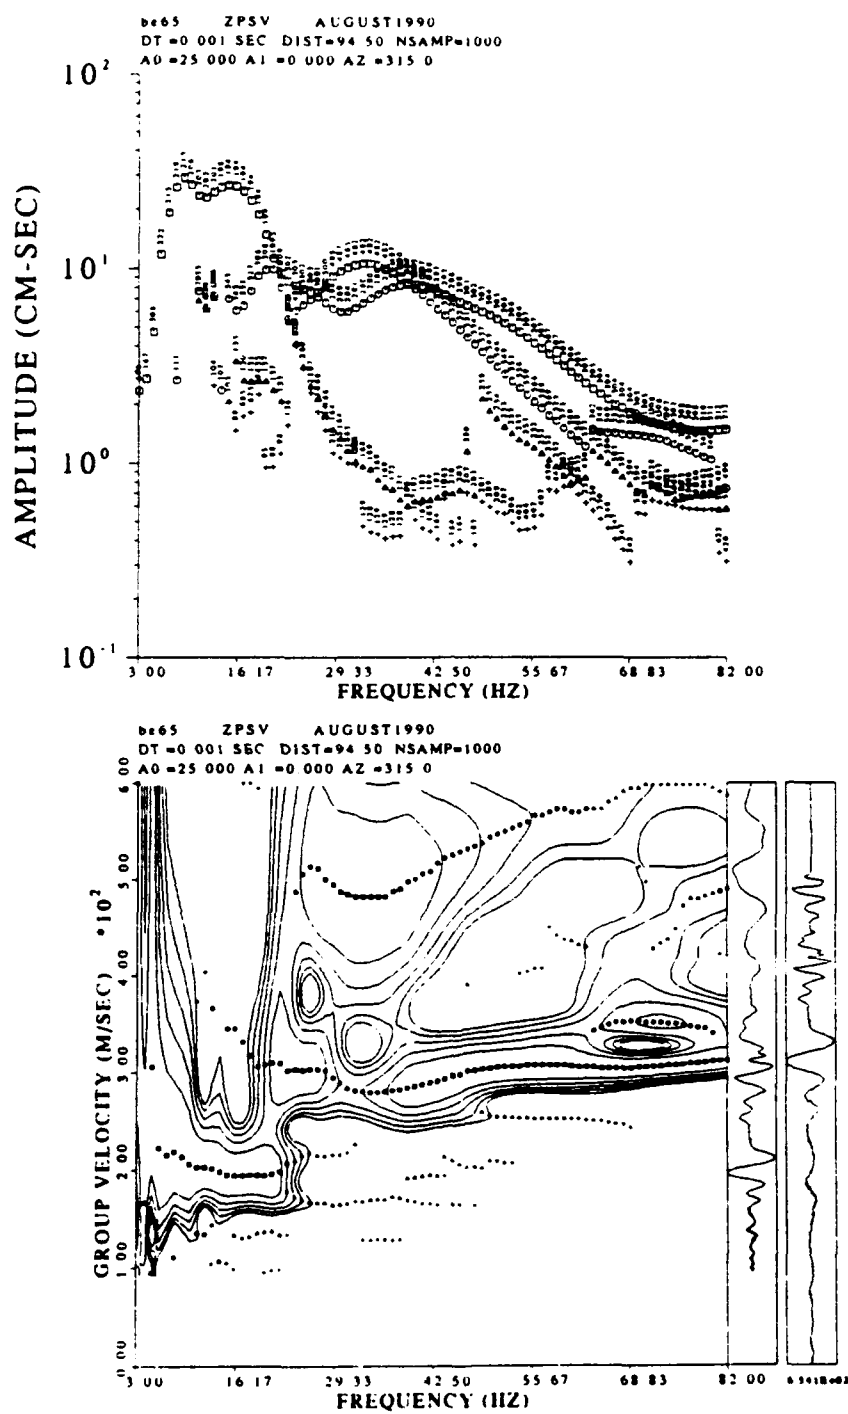 be65 ZPSV AUGUST1990
DT =0 001 SEC DIST=94 50 NSAMP=1000
A0 =25 000 A1 =0 000 AZ =315 0
10²
10¹
10⁰
10⁻¹
AMPLITUDE (CM-SEC)
3 00 16 17 29 33 42 50 55 67 68 83 82 00
FREQUENCY (HZ)
be65 ZPSV AUGUST1990
DT =0 001 SEC DIST=94 50 NSAMP=1000
A0 =25 000 A1 =0 000 AZ =315 0
6 00
5 00
4 00
3 00
2 00
1 00
0 00
GROUP VELOCITY (M/SEC) *10²
3 00 16 17 29 33 42 50 55 67 68 83 82 00
FREQUENCY (HZ)